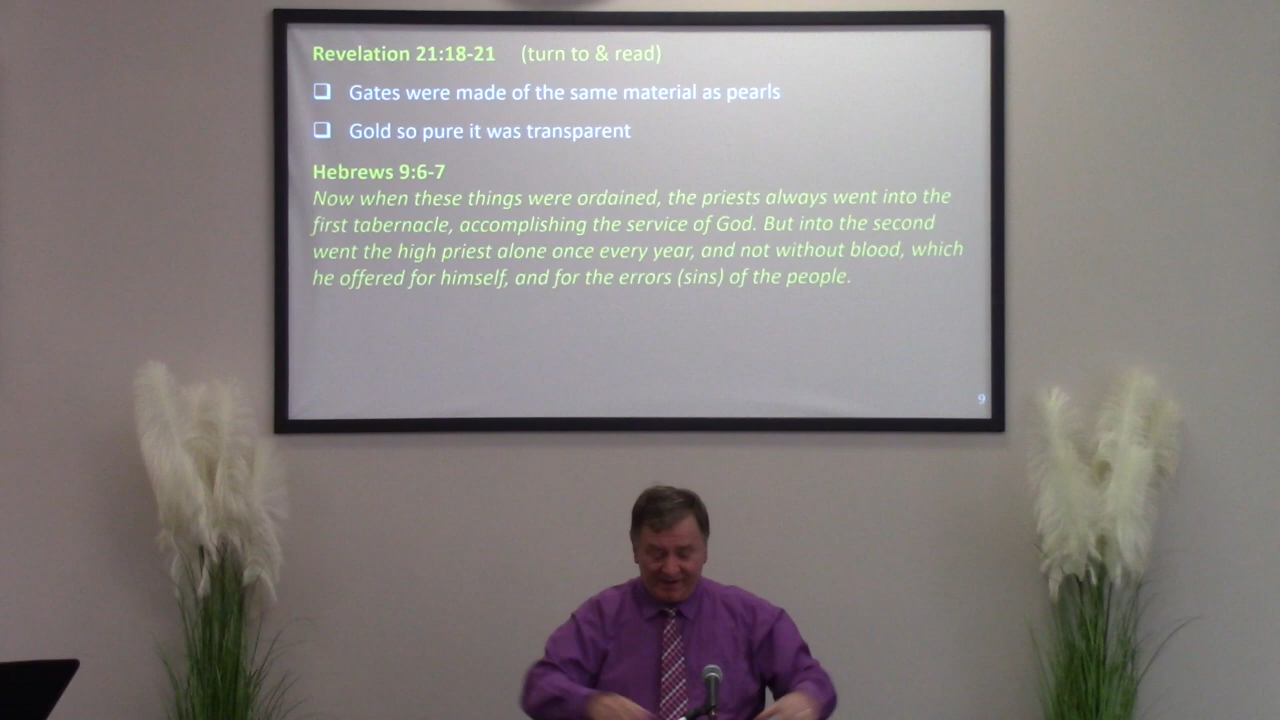 Revelation 21:18-21 (turn to & read)
Gates were made of the same material as pearls
Gold so pure it was transparent
Hebrews 9:6-7
Now when these things were ordained, the priests always went into the
first tabernacle, accomplishing the service of God. But into the second
went the high priest alone once every year, and not without blood, which
he offered for himself, and for the errors (sins) of the people.
9